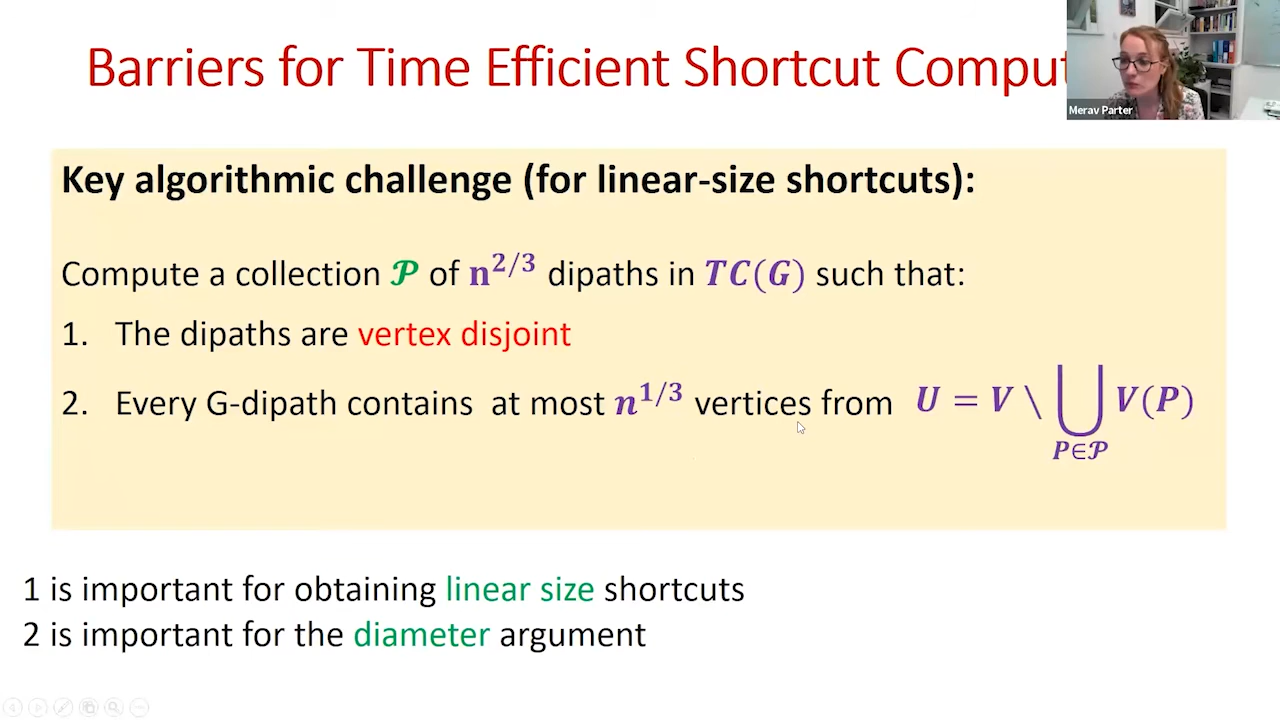 Barriers for Time Efficient Shortcut Comput
Merav Parter
Key algorithmic challenge (for linear-size shortcuts):
Compute a collection 𝒫 of n^{2/3} dipaths in TC(G) such that:
1. The dipaths are vertex disjoint
2. Every G-dipath contains at most n^{1/3} vertices from U = V \ ⋃_{P∈𝒫} V(P)
1 is important for obtaining linear size shortcuts
2 is important for the diameter argument